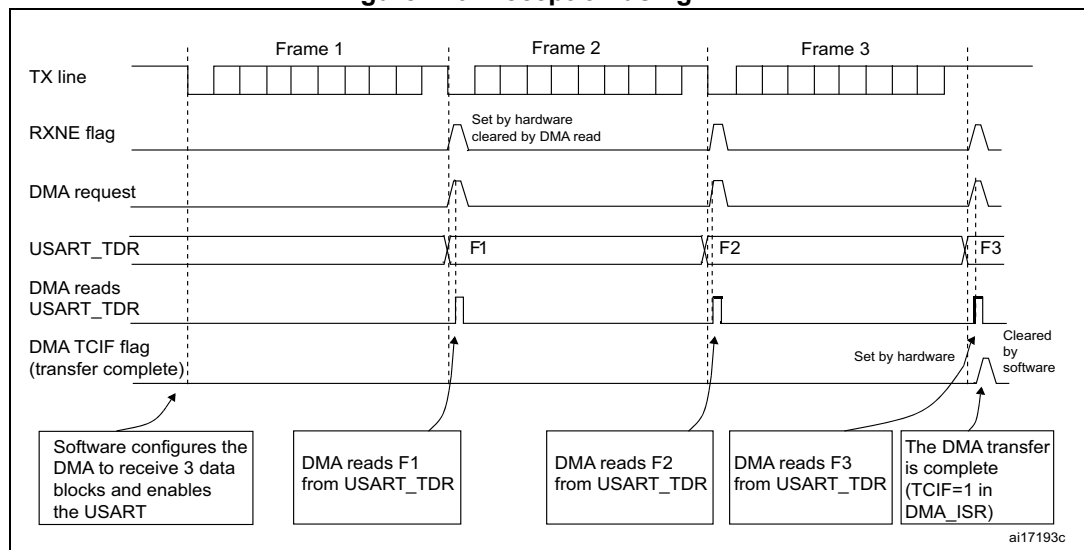 Frame 1
Frame 2
Frame 3
TX line
RXNE flag
Set by hardware
cleared by DMA read
DMA request
USART_TDR
F1
F2
F3
DMA reads
USART_TDR
DMA TCIF flag
(transfer complete)
Set by hardware
Cleared
by
software
Software configures the
DMA to receive 3 data
blocks and enables
the USART
DMA reads F1
from USART_TDR
DMA reads F2
from USART_TDR
DMA reads F3
from USART_TDR
The DMA transfer
is complete
(TCIF=1 in
DMA_ISR)
ai17193c